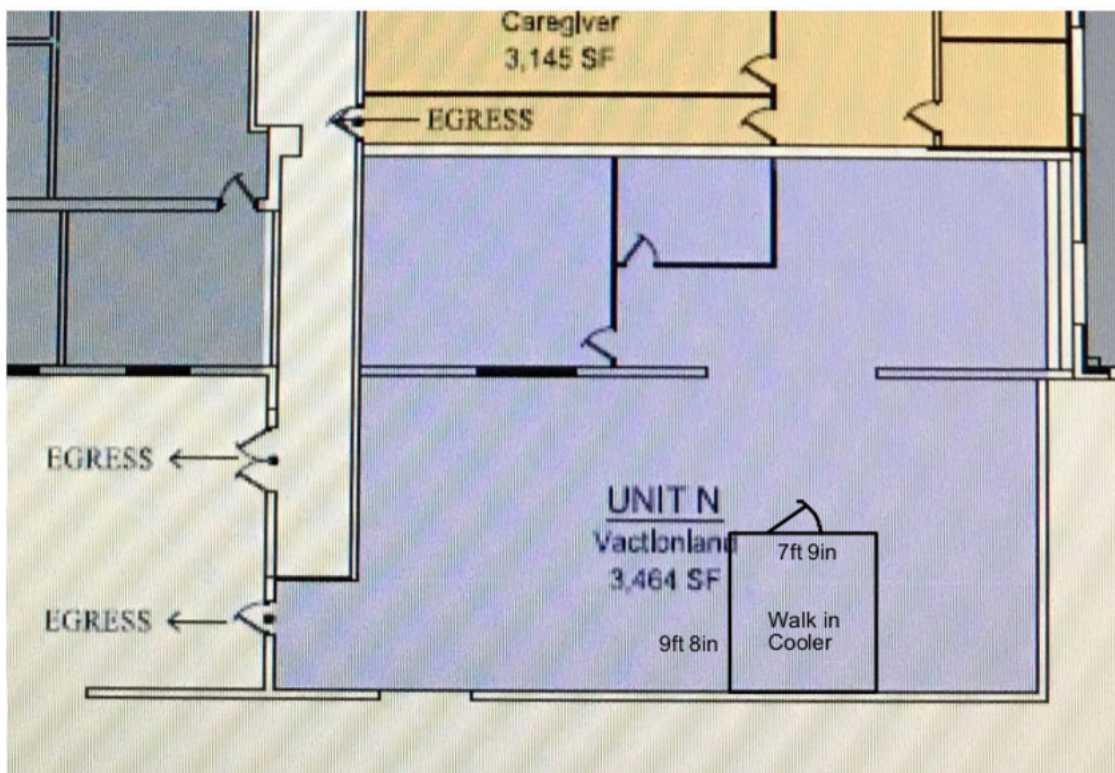 Caregiver
3,145 SF
EGRESS
EGRESS
UNIT N
Vactionland
3,464 SF
7ft 9in
EGRESS
9ft 8in
Walk in
Cooler